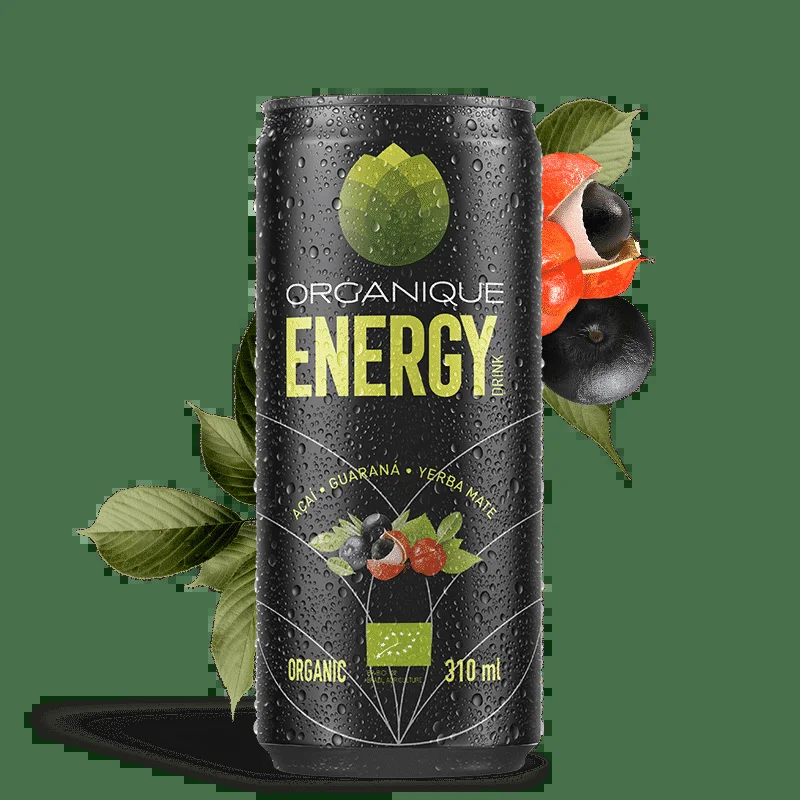 ORGANIQUE
ENERGY
DRINK
AÇAÍ • GUARANÁ • YERBA MATE
ORGANIC
310 ml